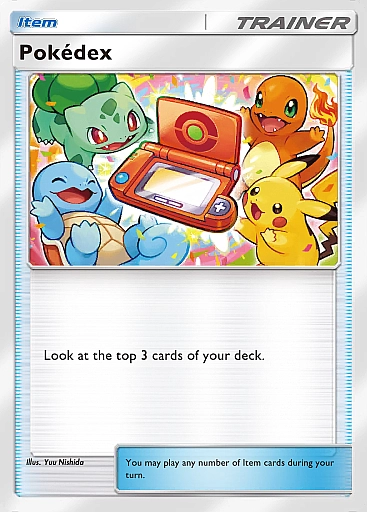 Item
TRAINER
Pokédex
Look at the top 3 cards of your deck.
Illus. Yuu Nishida
You may play any number of Item cards during your
turn.